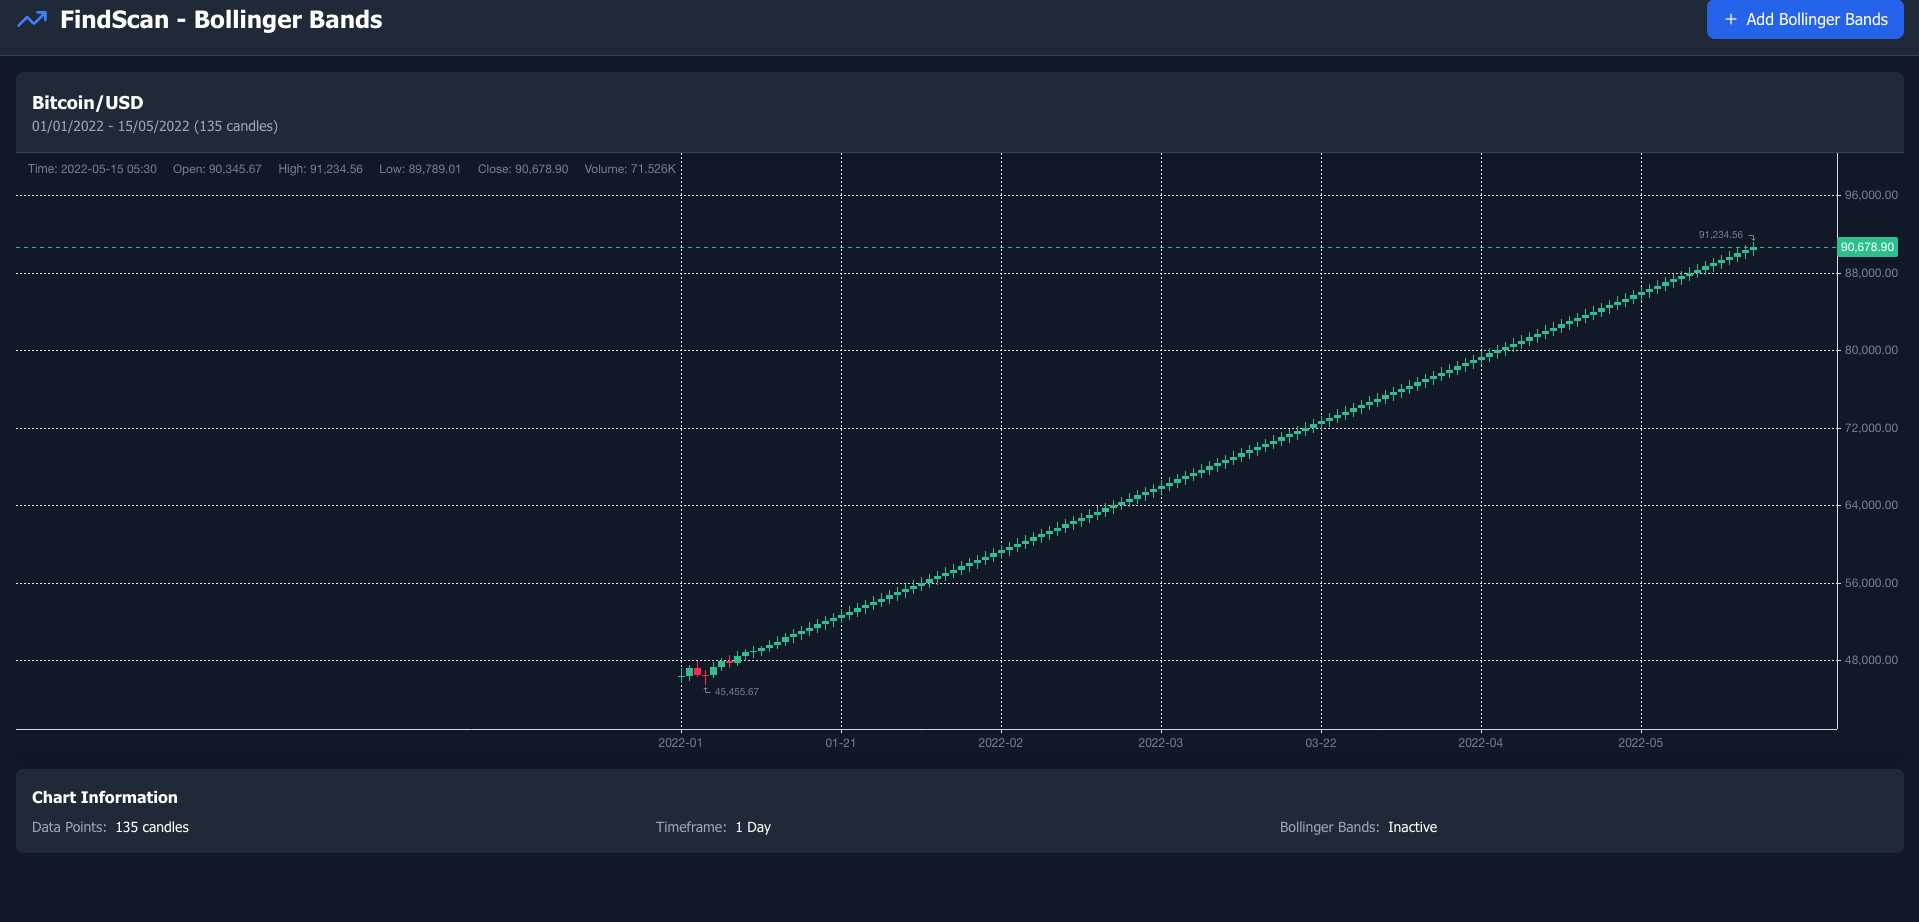 FindScan - Bollinger Bands
+ Add Bollinger Bands
Bitcoin/USD
01/01/2022 - 15/05/2022 (135 candles)
Time: 2022-05-15 05:30 Open: 90,345.67 High: 91,234.56 Low: 89,789.01 Close: 90,678.90 Volume: 71.526K
96,000.00
91,234.56
90,678.90
88,000.00
80,000.00
72,000.00
64,000.00
56,000.00
48,000.00
45,455.67
2022-01 01-21 2022-02 2022-03 03-22 2022-04 2022-05
Chart Information
Data Points: 135 candles Timeframe: 1 Day Bollinger Bands: Inactive